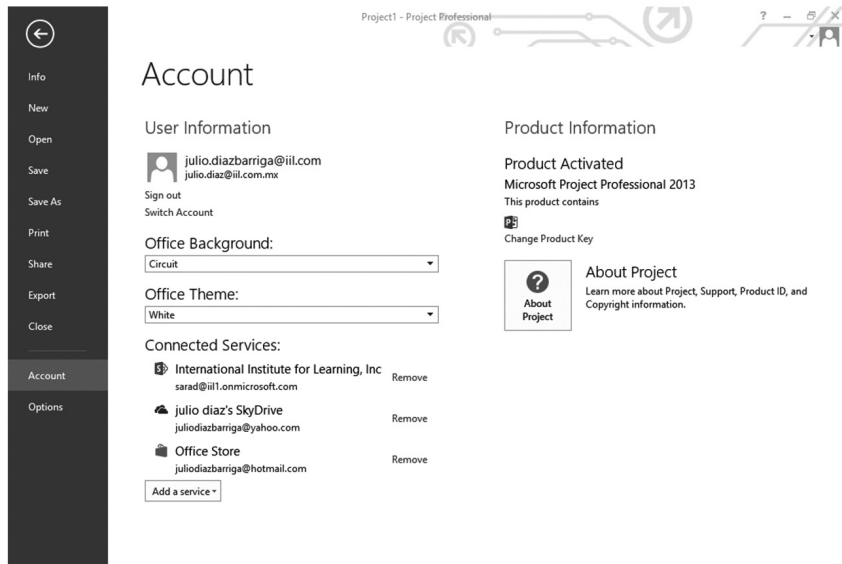 Project1 - Project Professional
?
Info
New
Open
Save
Save As
Print
Share
Export
Close
Account
Options
Account
User Information
julio.diazbarriga@iil.com
julio.diaz@iil.com.mx
Sign out
Switch Account
Office Background:
Circuit
Office Theme:
White
Connected Services:
International Institute for Learning, Inc
sarad@iil1.onmicrosoft.com
Remove
julio diaz's SkyDrive
juliodiazbarriga@yahoo.com
Remove
Office Store
juliodiazbarriga@hotmail.com
Remove
Add a service
Product Information
Product Activated
Microsoft Project Professional 2013
This product contains
P
Change Product Key
?
About
Project
About Project
Learn more about Project, Support, Product ID, and
Copyright information.